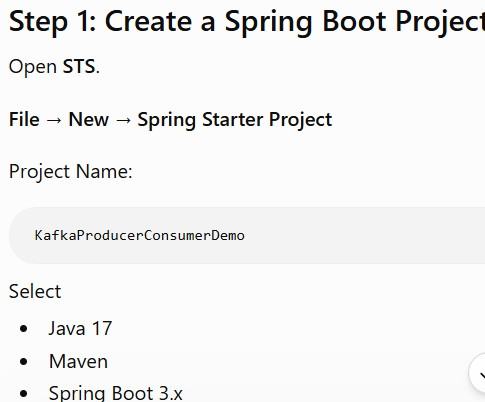 Step 1: Create a Spring Boot Project
Open STS.
File → New → Spring Starter Project
Project Name:
KafkaProducerConsumerDemo
Select
• Java 17
• Maven
• Spring Boot 3.x